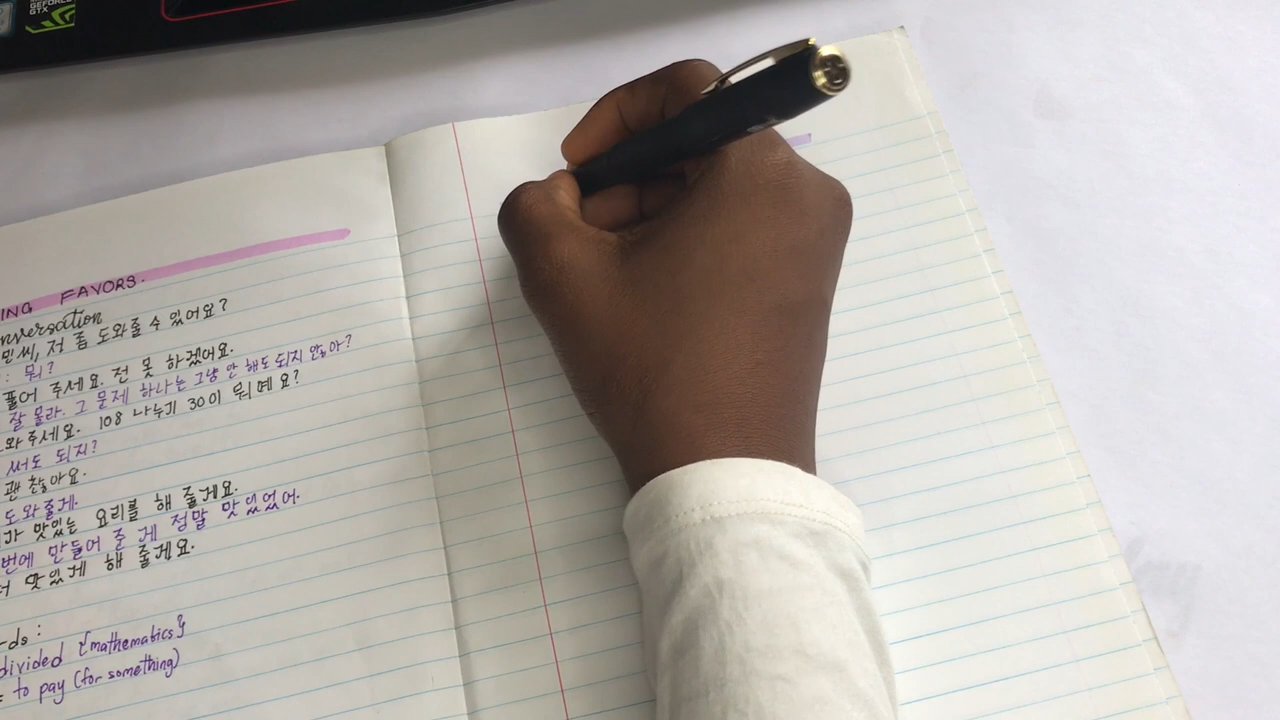 GEFORCE
GTX
ING FAVORS.
nversation
민씨, 저 좀 도와줄 수 있어요?
: 뭐?
풀어 주세요. 전 못 하겠어요.
잘 몰라. 그 문제 하나는 그냥 안 해도 되지 않아?
와 주세요. 108 나누기 30이 뭐예요?
써도 되지?
괜찮아요.
도와줄게.
가 맛있는 요리를 해 줄게요.
번에 만들어 준 게 정말 맛있었어.
더 맛있게 해 줄게요.
-ds:
divided {mathematics}
= to pay (for something)